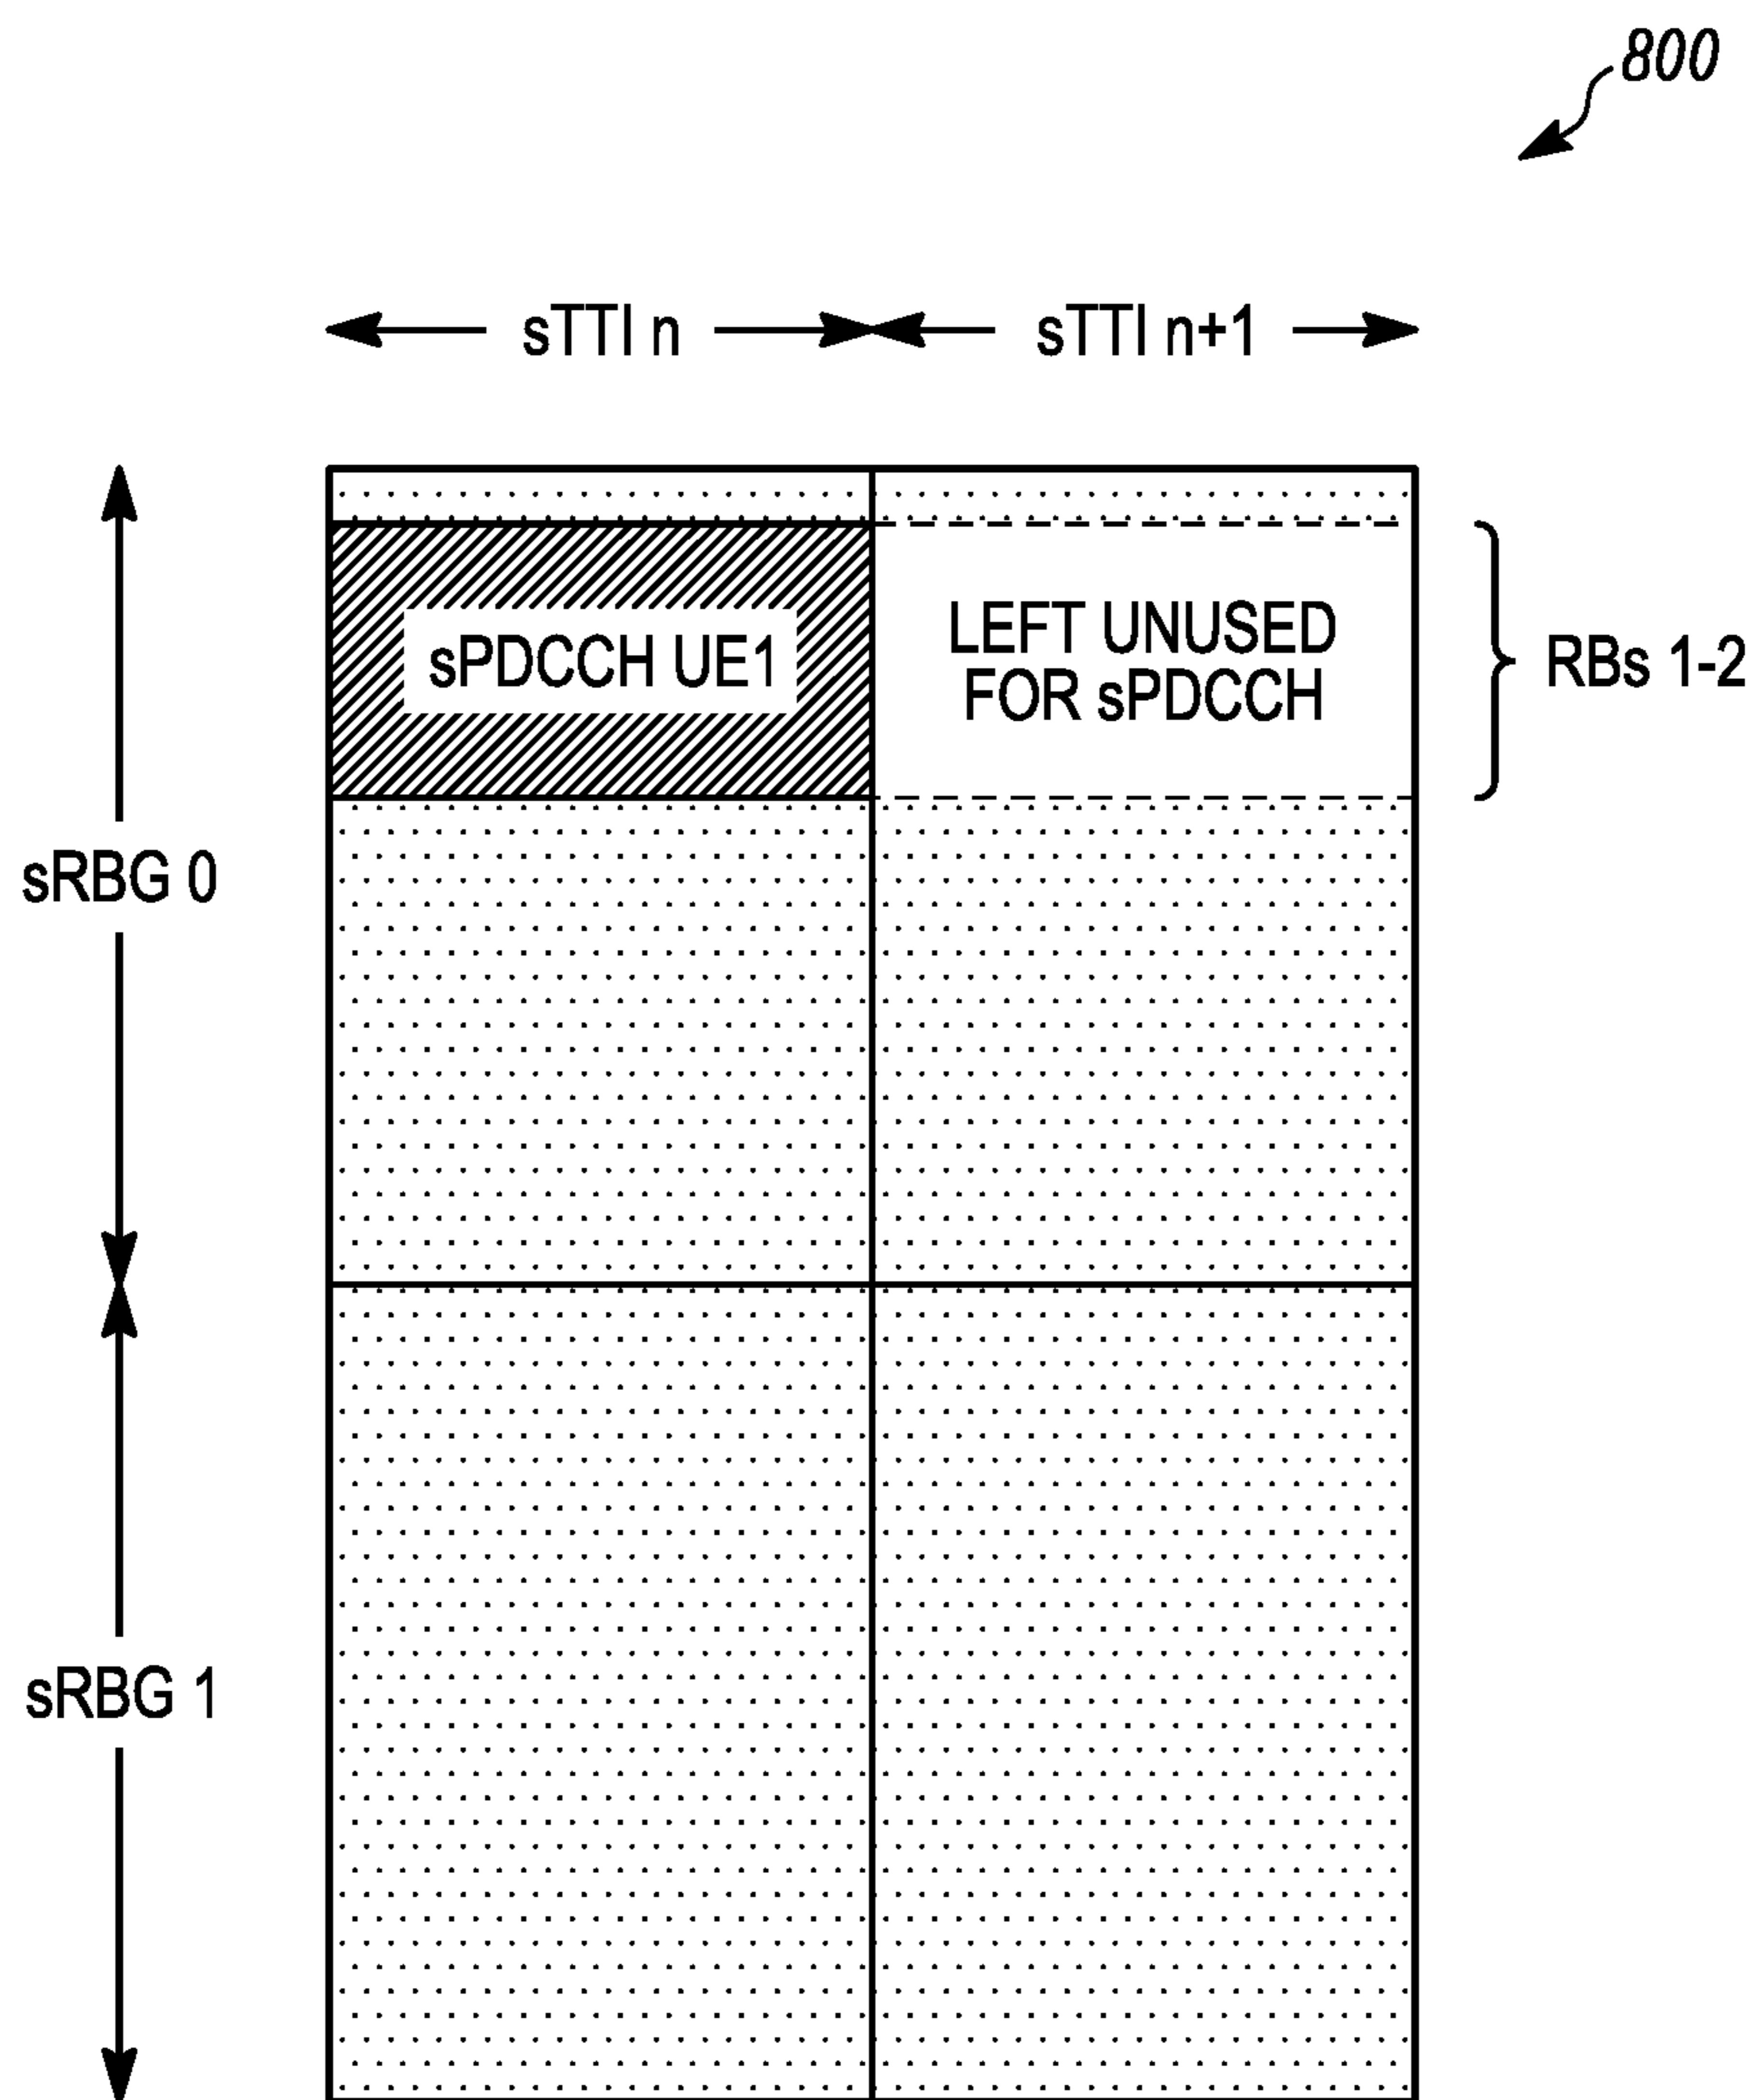 800
sTTI n
sTTI n+1
sPDCCH UE1
LEFT UNUSED
FOR sPDCCH
RBs 1-2
sRBG 0
sRBG 1